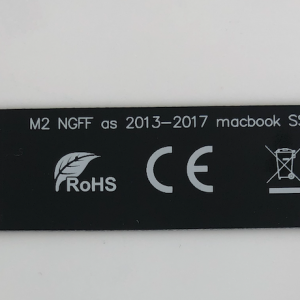 M2 NGFF as 2013-2017 macbook
RoHS CE